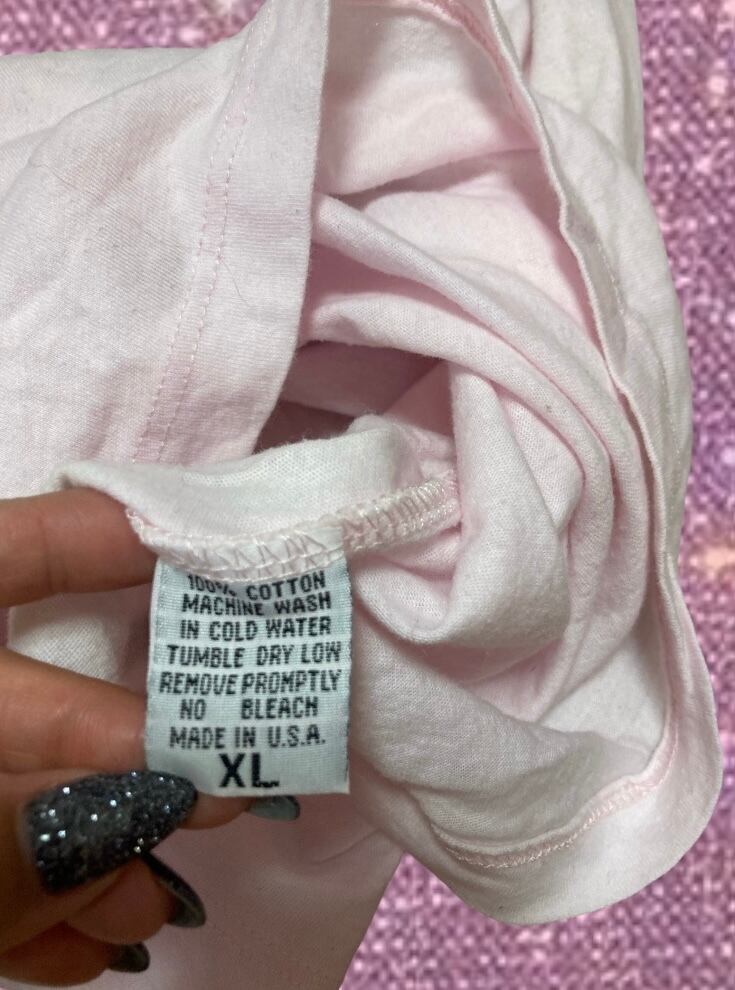 100% COTTON
MACHINE WASH
IN COLD WATER
TUMBLE DRY LOW
REMOVE PROMPTLY
NO BLEACH
MADE IN U.S.A.
XL